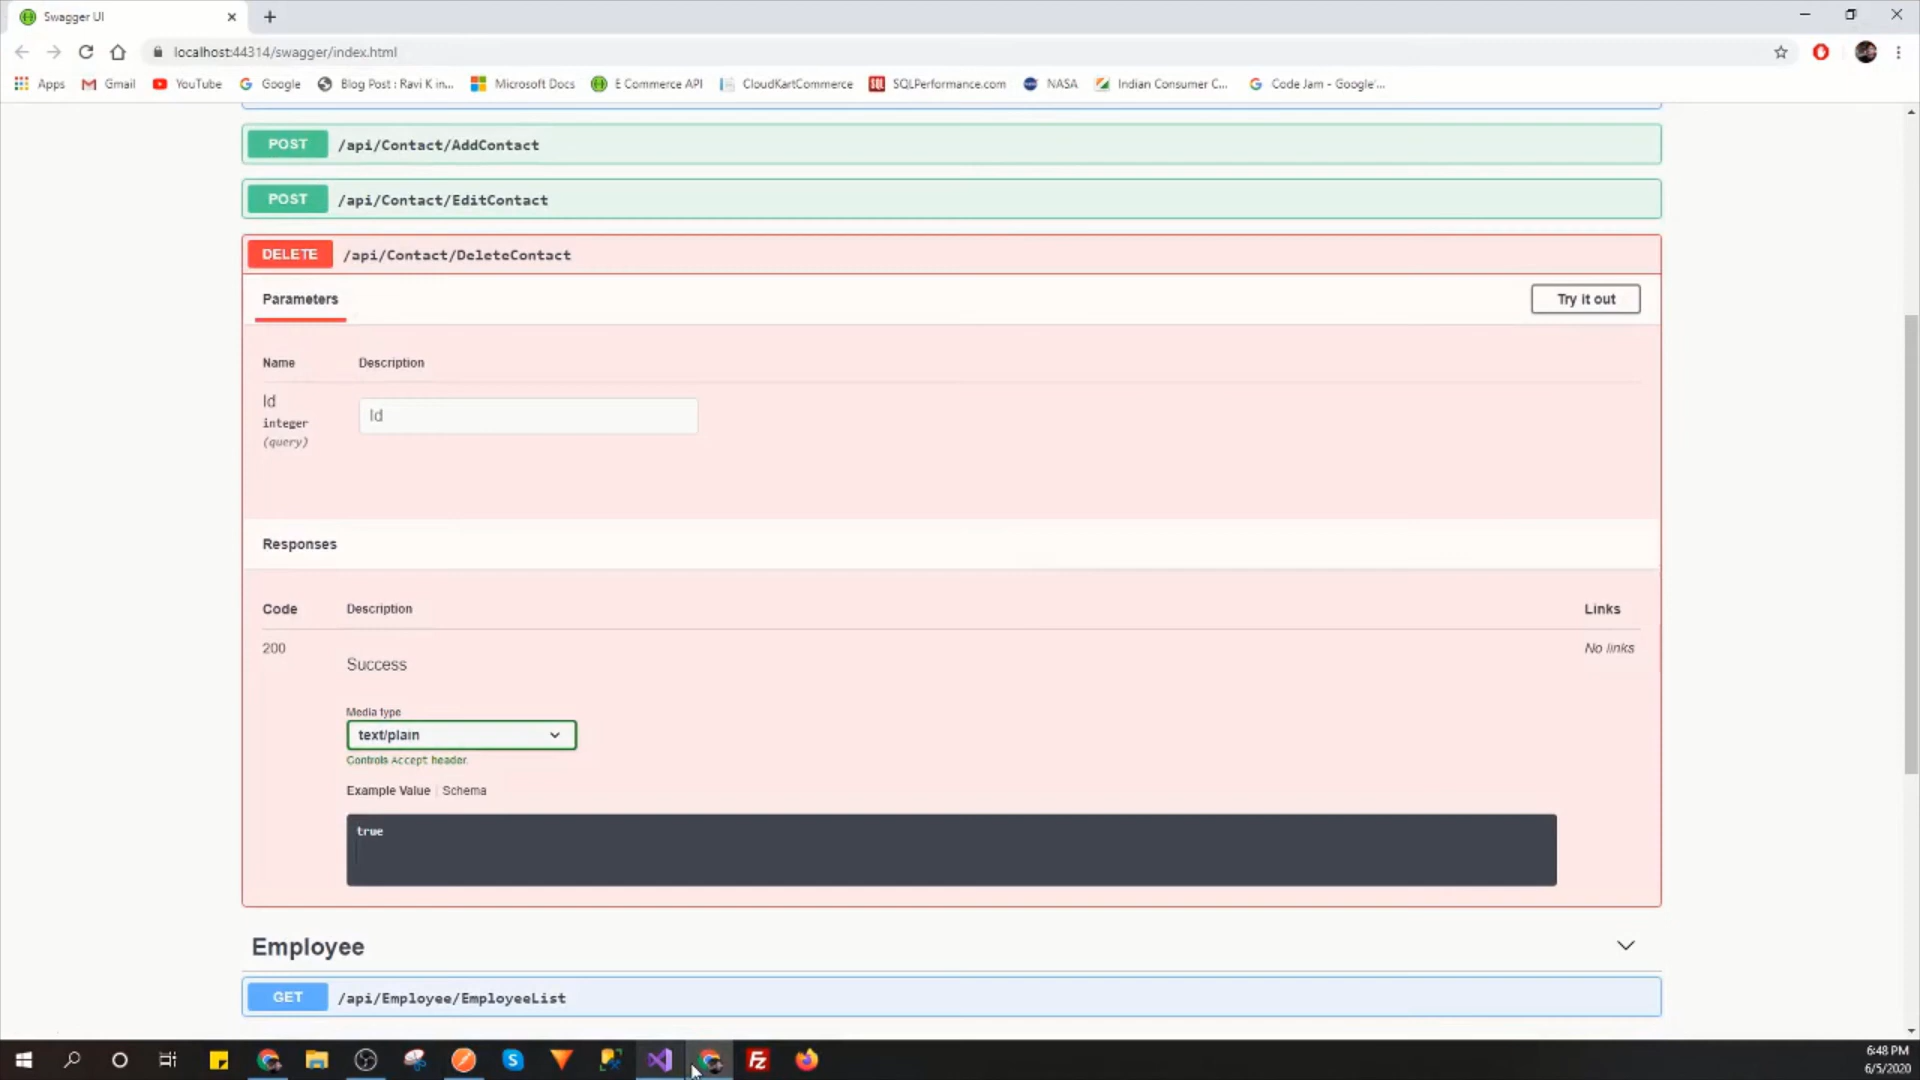 Swagger UI
localhost:44314/swagger/index.html
Apps Gmail YouTube Google Blog Post : Ravi K in... Microsoft Docs E Commerce API CloudKartCommerce SQL SQLPerformance.com NASA Indian Consumer C... Code Jam - Google'...
POST /api/Contact/AddContact
POST /api/Contact/EditContact
DELETE /api/Contact/DeleteContact
Parameters Try it out
Name Description
Id
integer
(query)
Id
Responses
Code Description Links
200 No links
Success
Media type
text/plain
Controls Accept header.
Example Value Schema
true
Employee
GET /api/Employee/EmployeeList
6:48 PM
6/5/2020